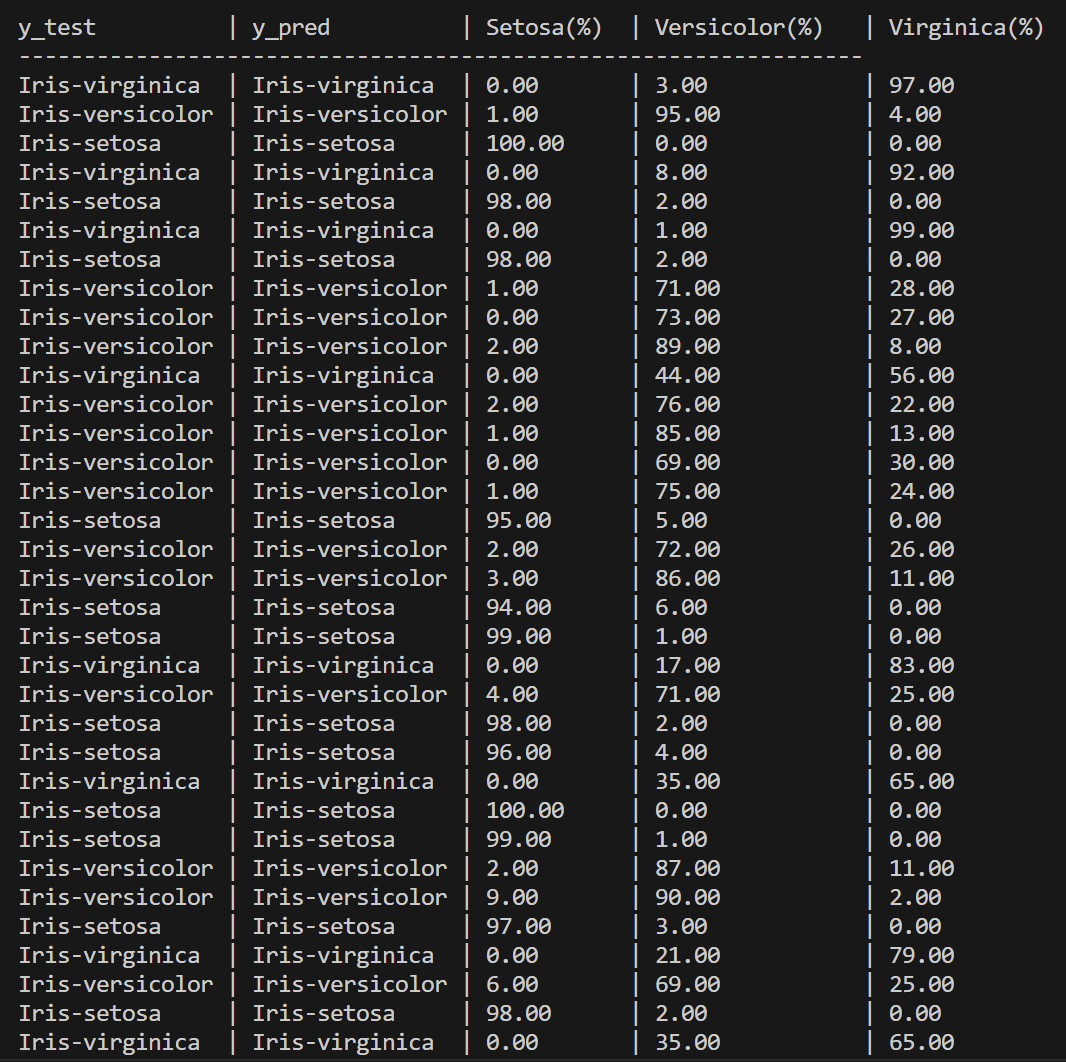 y_test | y_pred | Setosa(%) | Versicolor(%) | Virginica(%)
-----------------------------------------------------------------
Iris-virginica | Iris-virginica | 0.00 | 3.00 | 97.00
Iris-versicolor | Iris-versicolor | 1.00 | 95.00 | 4.00
Iris-setosa | Iris-setosa | 100.00 | 0.00 | 0.00
Iris-virginica | Iris-virginica | 0.00 | 8.00 | 92.00
Iris-setosa | Iris-setosa | 98.00 | 2.00 | 0.00
Iris-virginica | Iris-virginica | 0.00 | 1.00 | 99.00
Iris-setosa | Iris-setosa | 98.00 | 2.00 | 0.00
Iris-versicolor | Iris-versicolor | 1.00 | 71.00 | 28.00
Iris-versicolor | Iris-versicolor | 0.00 | 73.00 | 27.00
Iris-versicolor | Iris-versicolor | 2.00 | 89.00 | 8.00
Iris-virginica | Iris-virginica | 0.00 | 44.00 | 56.00
Iris-versicolor | Iris-versicolor | 2.00 | 76.00 | 22.00
Iris-versicolor | Iris-versicolor | 1.00 | 85.00 | 13.00
Iris-versicolor | Iris-versicolor | 0.00 | 69.00 | 30.00
Iris-versicolor | Iris-versicolor | 1.00 | 75.00 | 24.00
Iris-setosa | Iris-setosa | 95.00 | 5.00 | 0.00
Iris-versicolor | Iris-versicolor | 2.00 | 72.00 | 26.00
Iris-versicolor | Iris-versicolor | 3.00 | 86.00 | 11.00
Iris-setosa | Iris-setosa | 94.00 | 6.00 | 0.00
Iris-setosa | Iris-setosa | 99.00 | 1.00 | 0.00
Iris-virginica | Iris-virginica | 0.00 | 17.00 | 83.00
Iris-versicolor | Iris-versicolor | 4.00 | 71.00 | 25.00
Iris-setosa | Iris-setosa | 98.00 | 2.00 | 0.00
Iris-setosa | Iris-setosa | 96.00 | 4.00 | 0.00
Iris-virginica | Iris-virginica | 0.00 | 35.00 | 65.00
Iris-setosa | Iris-setosa | 100.00 | 0.00 | 0.00
Iris-setosa | Iris-setosa | 99.00 | 1.00 | 0.00
Iris-versicolor | Iris-versicolor | 2.00 | 87.00 | 11.00
Iris-versicolor | Iris-versicolor | 9.00 | 90.00 | 2.00
Iris-setosa | Iris-setosa | 97.00 | 3.00 | 0.00
Iris-virginica | Iris-virginica | 0.00 | 21.00 | 79.00
Iris-versicolor | Iris-versicolor | 6.00 | 69.00 | 25.00
Iris-setosa | Iris-setosa | 98.00 | 2.00 | 0.00
Iris-virginica | Iris-virginica | 0.00 | 35.00 | 65.00